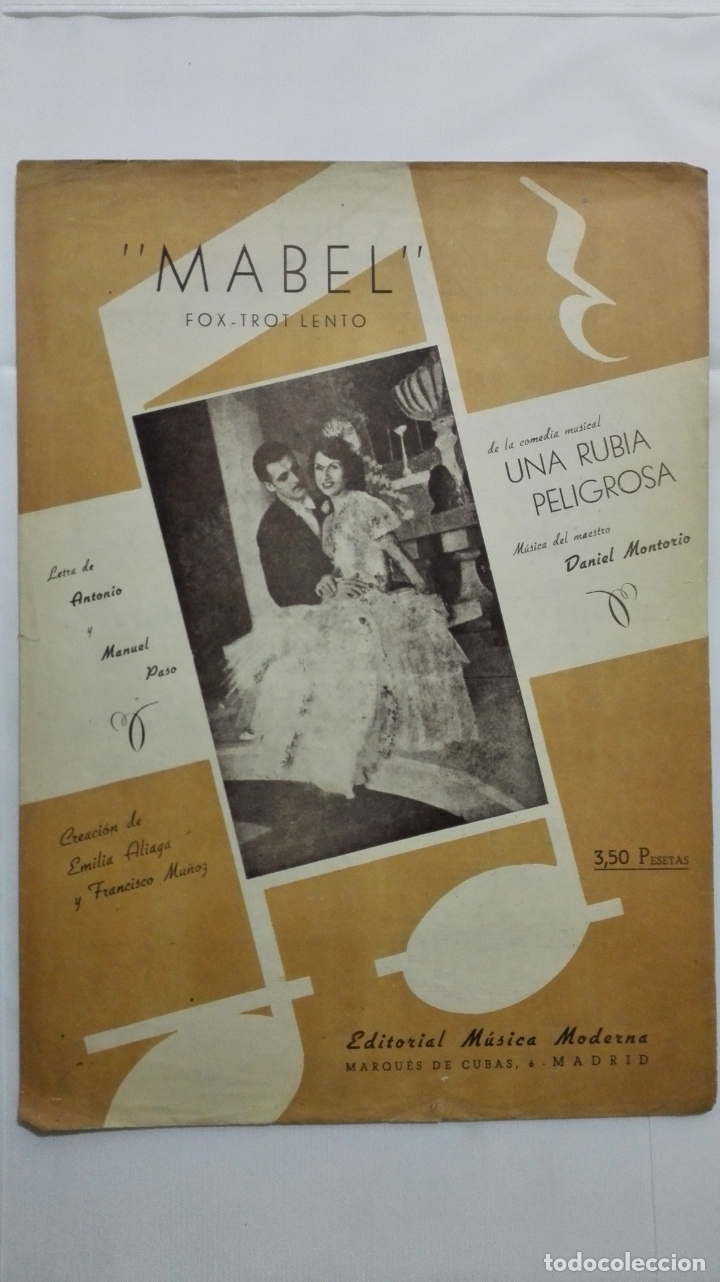 "MABEL"
FOX-TROT LENTO
de la comedia musical
UNA RUBIA
PELIGROSA
Música del maestro
Daniel Montorio
Letra de
Antonio
y
Manuel
Paso
Creación de
Emilia Aliaga
y Francisco Muñoz
3,50 PESETAS
Editorial Música Moderna
MARQUÉS DE CUBAS, 6 - MADRID
todocoleccion.net